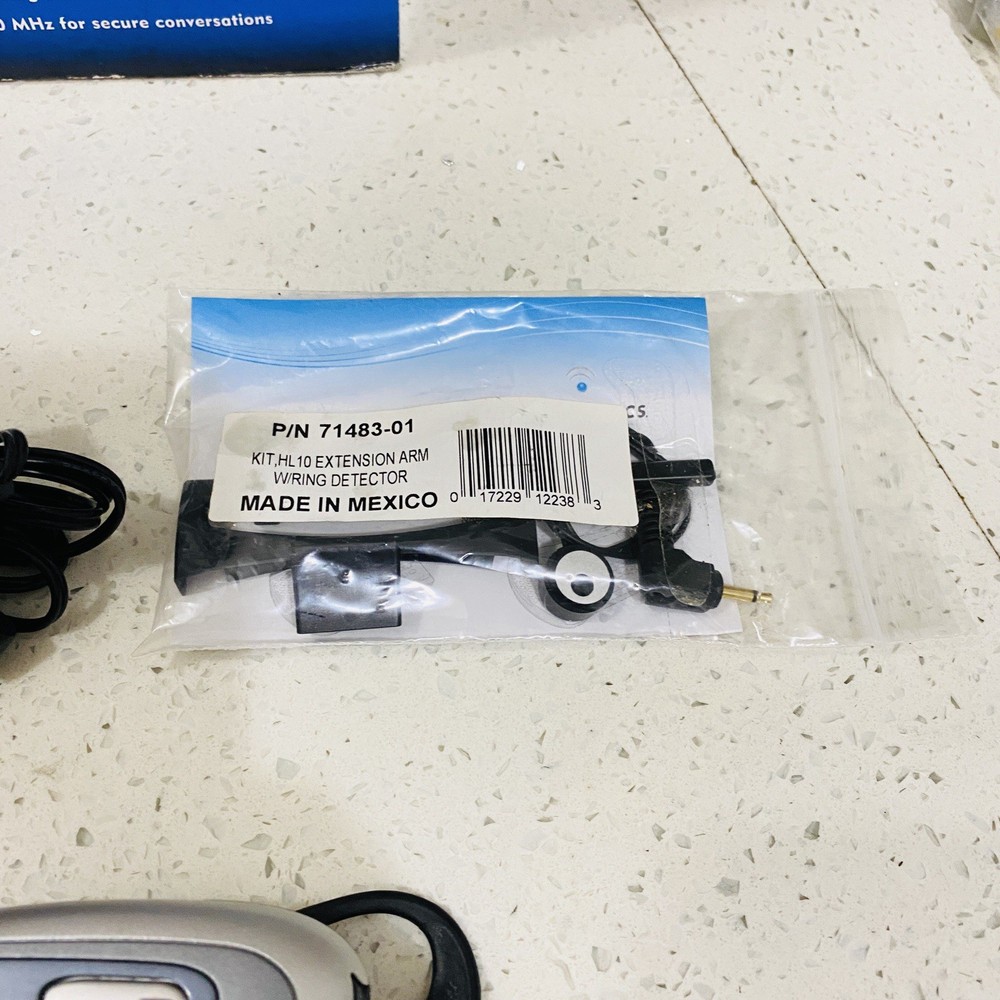 0 MHz for secure conversations
CS.
P/N 71483-01
KIT,HL10 EXTENSION ARM
W/RING DETECTOR
MADE IN MEXICO
0 17229 12238 3